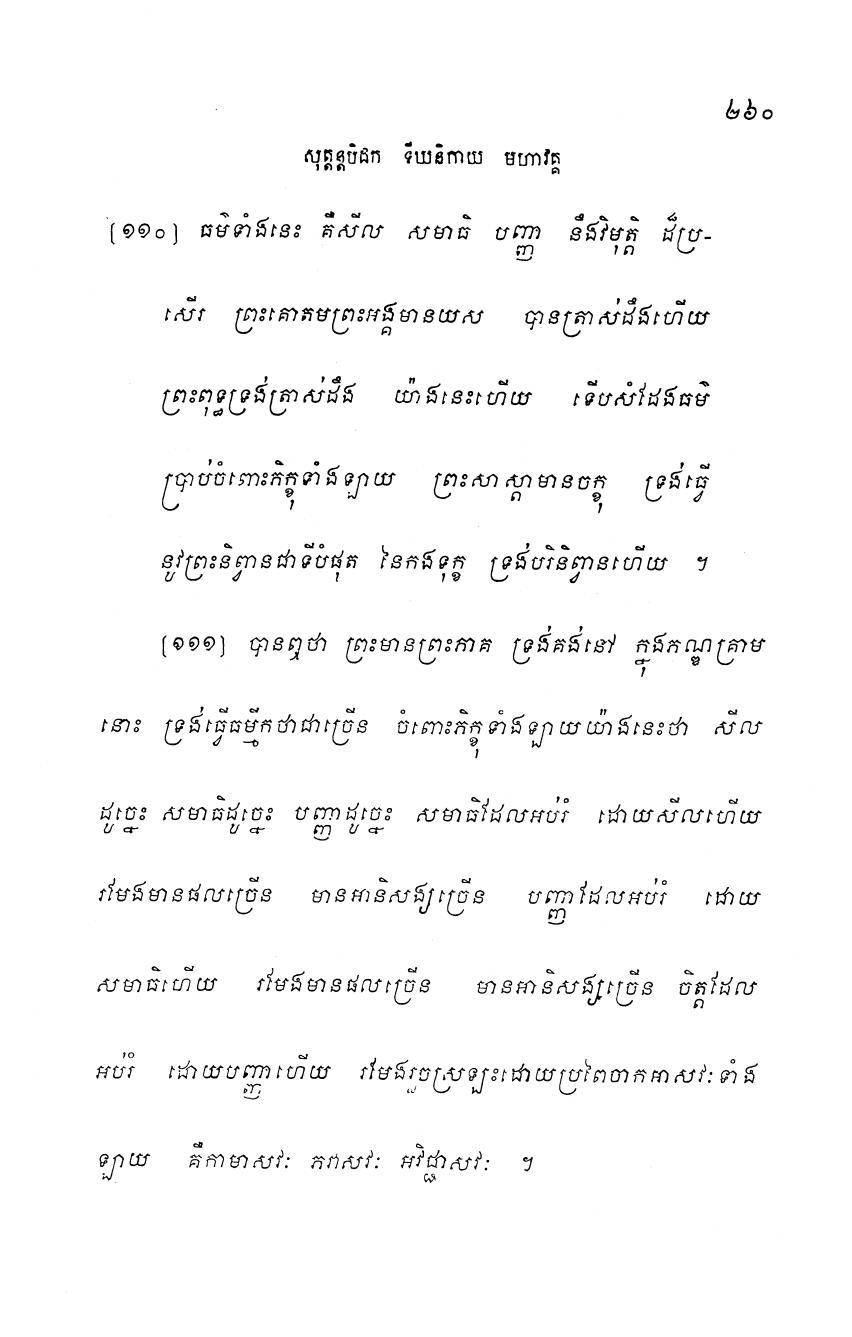 ២៦០
សុត្តន្តបិដក ទីឃនិកាយ មហាវគ្គ
[១១០] ធម៌ទាំងនេះ គឺសីល សមាធិ បញ្ញា នឹងវិមុត្តិ ដ៏ប្រ-
សើរ ព្រះគោតមព្រះអង្គមានយស បានត្រាស់ដឹងហើយ
ព្រះពុទ្ធទ្រង់ត្រាស់ដឹង យ៉ាងនេះហើយ ទើបសំដែងធម៌
ប្រាប់ចំពោះភិក្ខុទាំងឡាយ ព្រះសាស្តាមានចក្ខុ ទ្រង់ធ្វើ
នូវព្រះនិព្វានជាទីបំផុត នៃកងទុក្ខ ទ្រង់បរិនិព្វានហើយ ។
[១១១] បានឮថា ព្រះមានព្រះភាគ ទ្រង់គង់នៅ ក្នុងភណ្ឌគ្រាម
នោះ ទ្រង់ធ្វើធម្មីកថាជាច្រើន ចំពោះភិក្ខុទាំងឡាយយ៉ាងនេះថា សីល
ដូច្នេះ សមាធិដូច្នេះ បញ្ញាដូច្នេះ សមាធិដែលអប់រំ ដោយសីលហើយ
រមែងមានផលច្រើន មានអានិសង្សច្រើន បញ្ញាដែលអប់រំ ដោយ
សមាធិហើយ រមែងមានផលច្រើន មានអានិសង្សច្រើន ចិត្តដែល
អប់រំ ដោយបញ្ញាហើយ រមែងរួចស្រឡះដោយប្រពៃចាកអាសវៈទាំង
ឡាយ គឺកាមាសវៈ ភវាសវៈ អវិជ្ជាសវៈ ។